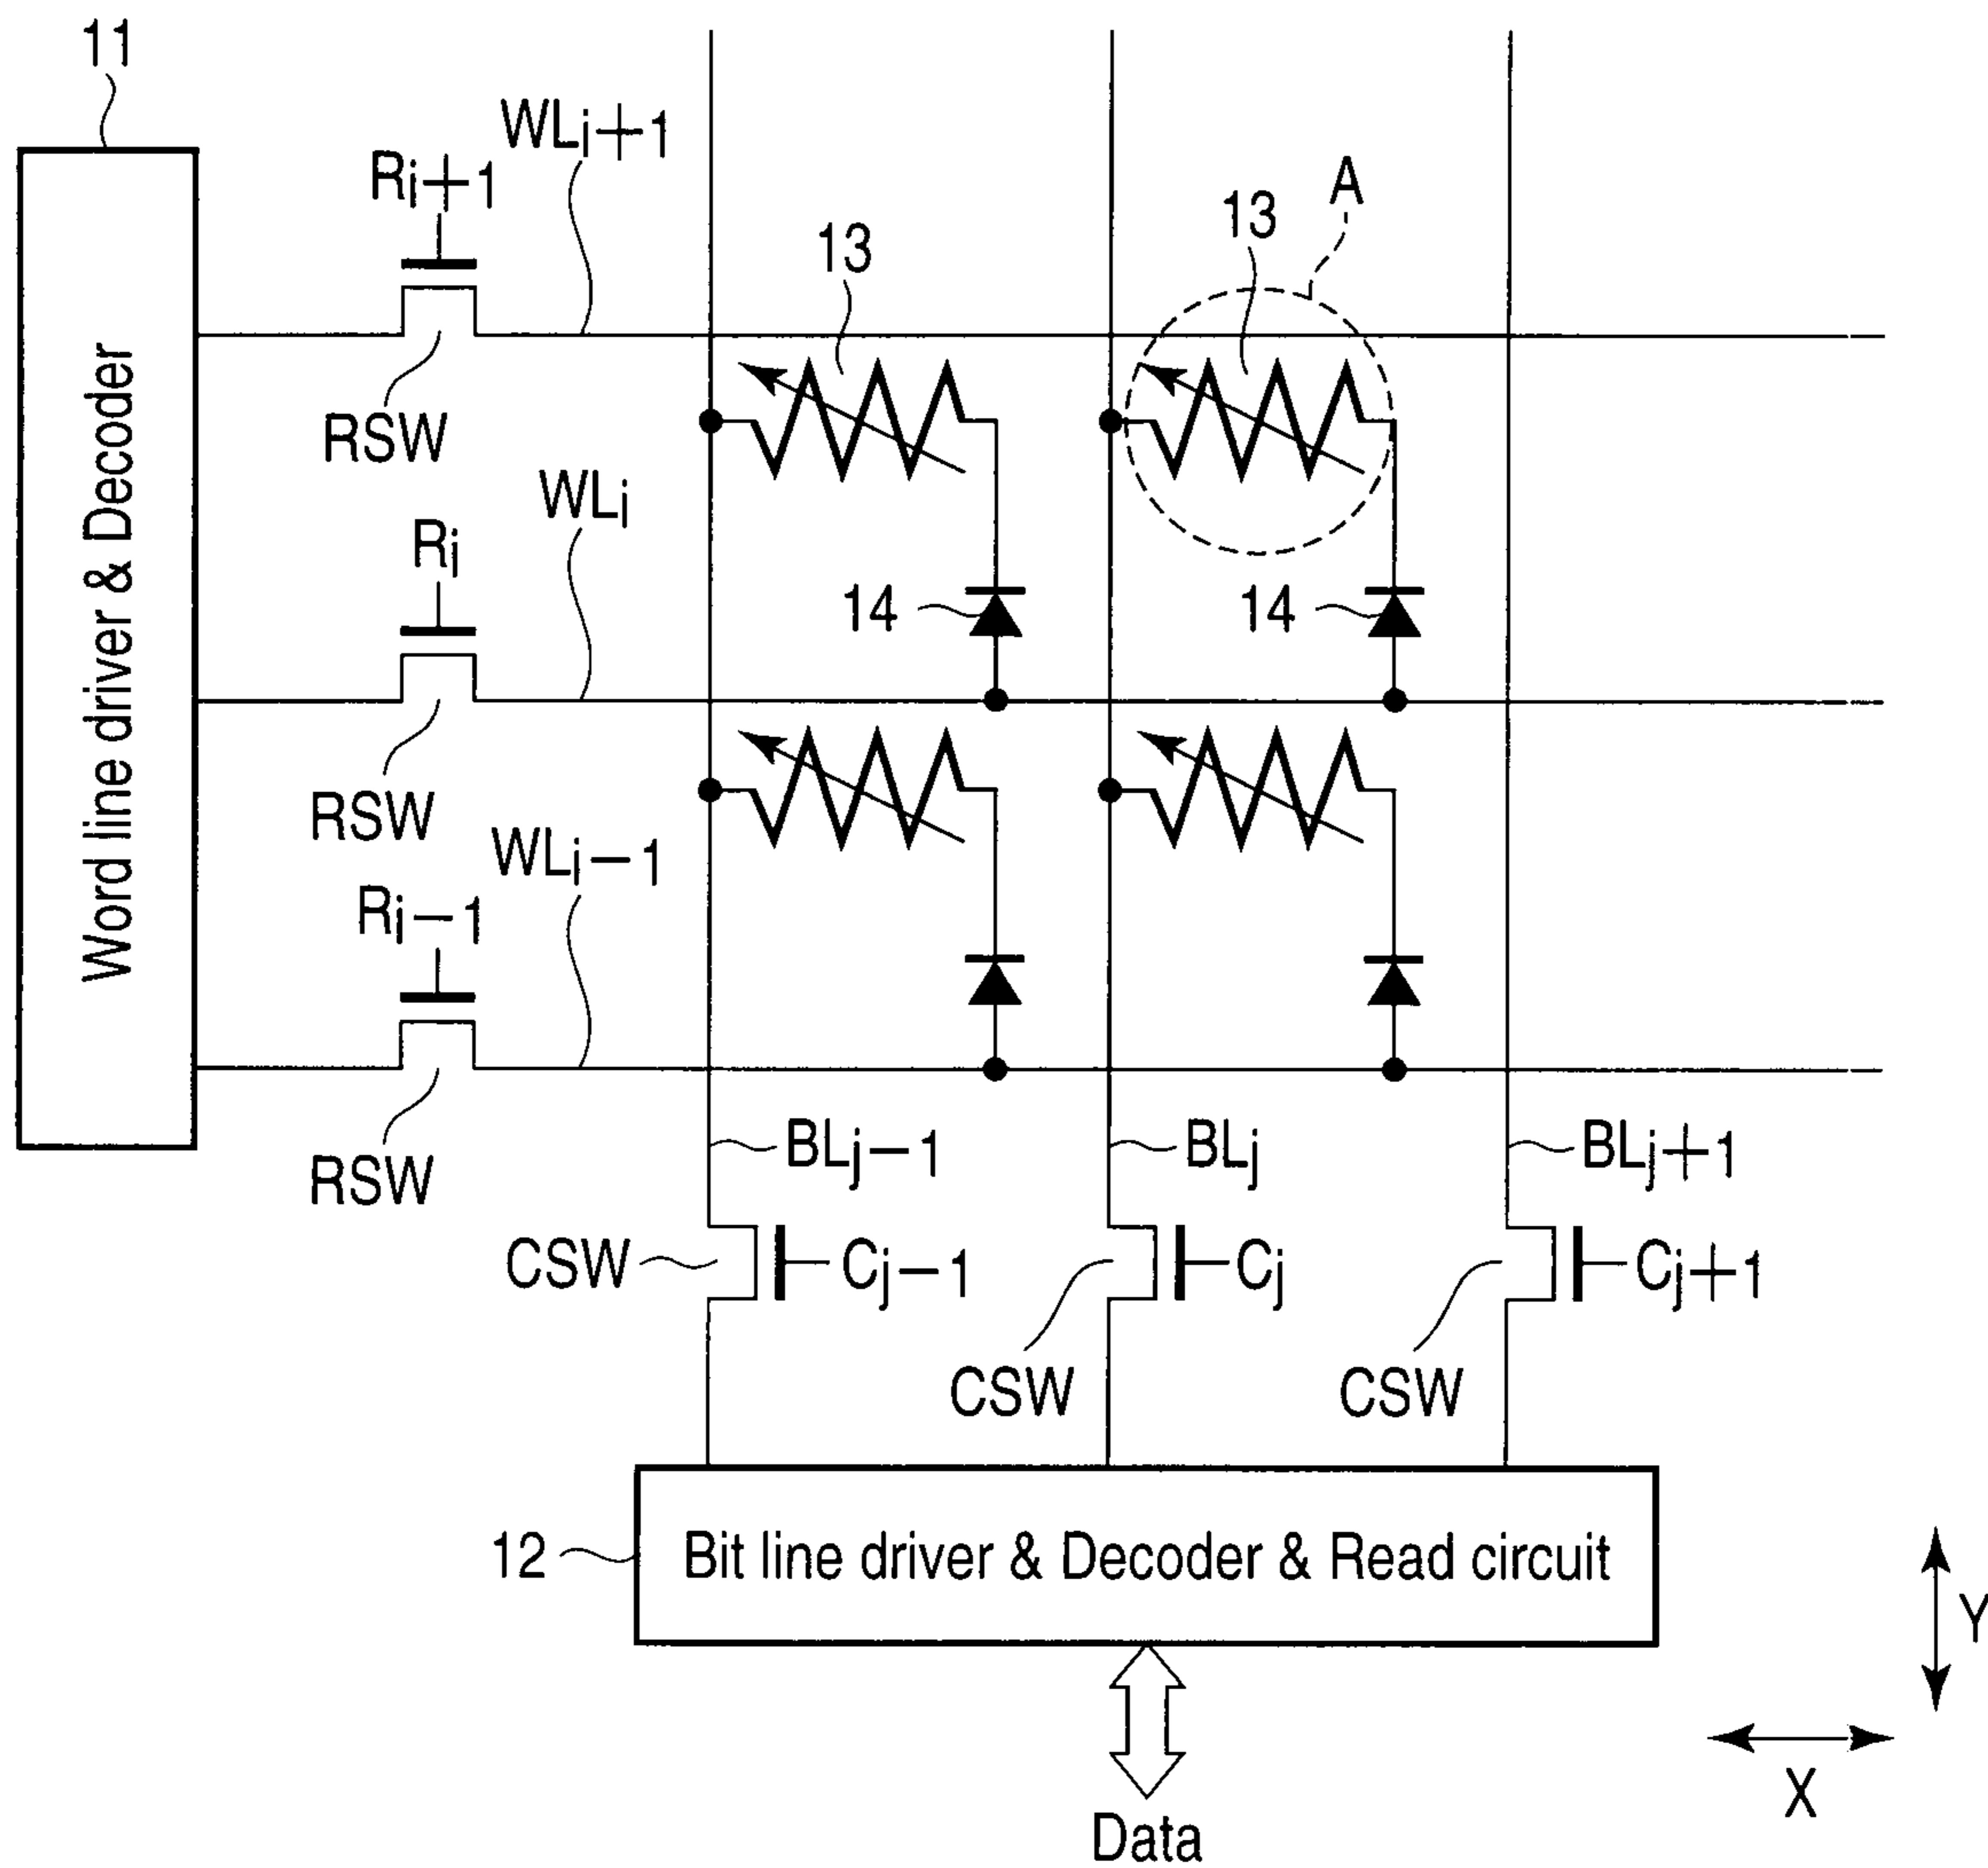 11
WLi+1
Ri+1
A
13
13
RSW
WLi
Ri
14
14
Word line driver & Decoder
RSW
WLi−1
Ri−1
RSW
BLj−1
BLj
BLj+1
CSW
Cj−1
Cj
Cj+1
CSW
CSW
12
Bit line driver & Decoder & Read circuit
Y
X
Data